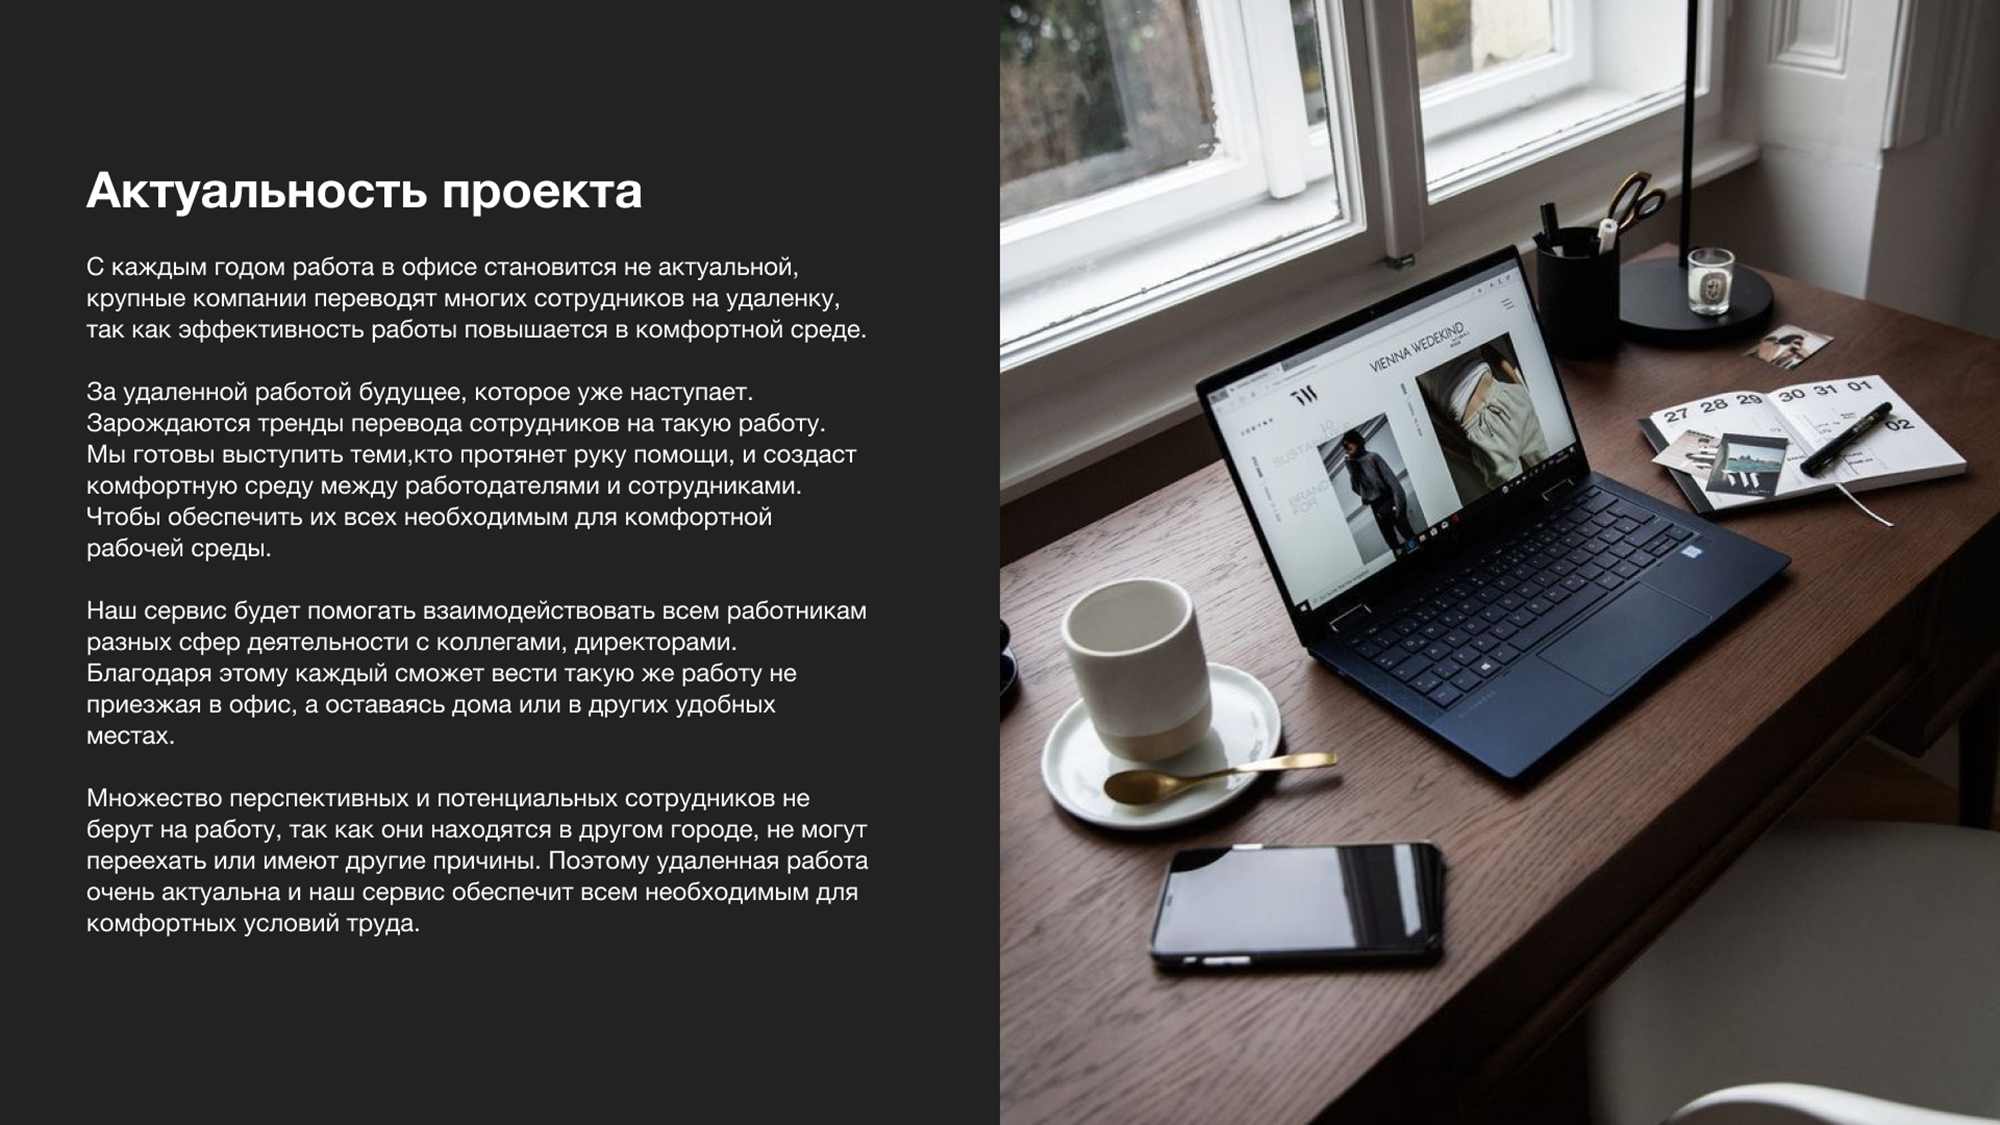 Актуальность проекта
С каждым годом работа в офисе становится не актуальной,
крупные компании переводят многих сотрудников на удаленку,
так как эффективность работы повышается в комфортной среде.
За удаленной работой будущее, которое уже наступает.
Зарождаются тренды перевода сотрудников на такую работу.
Мы готовы выступить теми,кто протянет руку помощи, и создаст
комфортную среду между работодателями и сотрудниками.
Чтобы обеспечить их всех необходимым для комфортной
рабочей среды.
Наш сервис будет помогать взаимодействовать всем работникам
разных сфер деятельности с коллегами, директорами.
Благодаря этому каждый сможет вести такую же работу не
приезжая в офис, а оставаясь дома или в других удобных
местах.
Множество перспективных и потенциальных сотрудников не
берут на работу, так как они находятся в другом городе, не могут
переехать или имеют другие причины. Поэтому удаленная работа
очень актуальна и наш сервис обеспечит всем необходимым для
комфортных условий труда.
VIENNA WEDEKIND
27 28 29 30 31 01
02